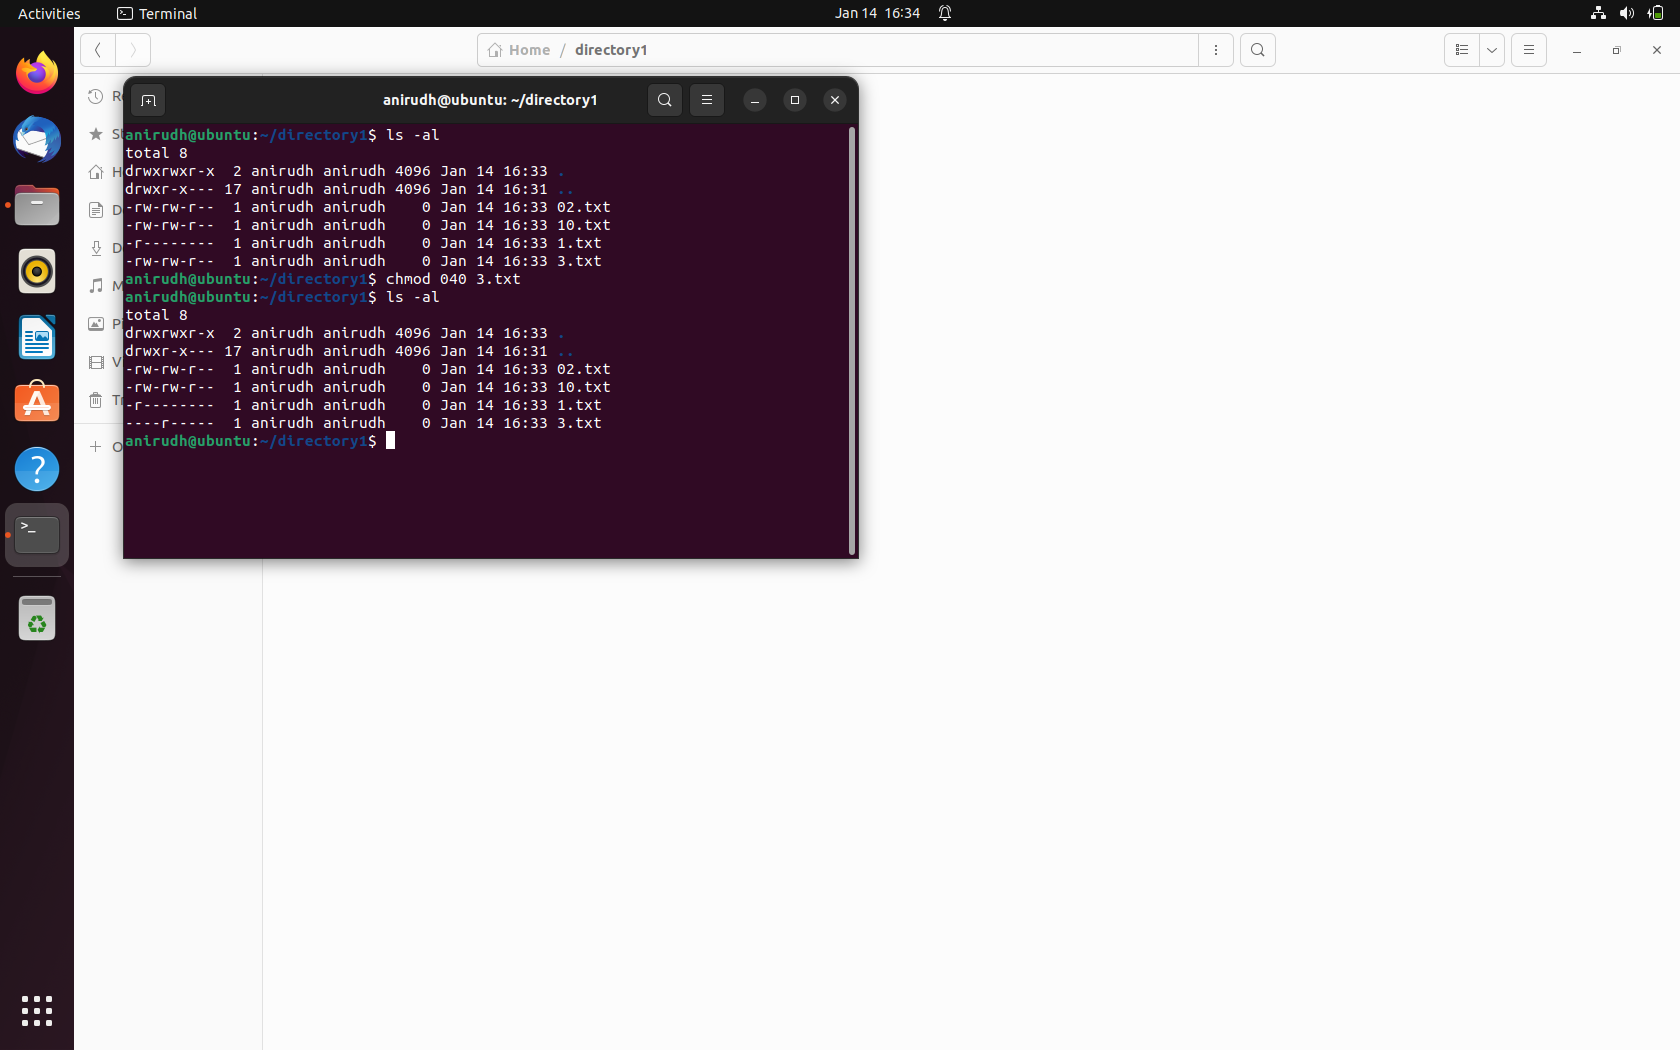 Activities Terminal Jan 14 16:34
Home / directory1
anirudh@ubuntu: ~/directory1
anirudh@ubuntu:~/directory1$ ls -al
total 8
drwxrwxr-x  2 anirudh anirudh 4096 Jan 14 16:33 .
drwxr-x--- 17 anirudh anirudh 4096 Jan 14 16:31 ..
-rw-rw-r--  1 anirudh anirudh    0 Jan 14 16:33 02.txt
-rw-rw-r--  1 anirudh anirudh    0 Jan 14 16:33 10.txt
-r--------  1 anirudh anirudh    0 Jan 14 16:33 1.txt
-rw-rw-r--  1 anirudh anirudh    0 Jan 14 16:33 3.txt
anirudh@ubuntu:~/directory1$ chmod 040 3.txt
anirudh@ubuntu:~/directory1$ ls -al
total 8
drwxrwxr-x  2 anirudh anirudh 4096 Jan 14 16:33 .
drwxr-x--- 17 anirudh anirudh 4096 Jan 14 16:31 ..
-rw-rw-r--  1 anirudh anirudh    0 Jan 14 16:33 02.txt
-rw-rw-r--  1 anirudh anirudh    0 Jan 14 16:33 10.txt
-r--------  1 anirudh anirudh    0 Jan 14 16:33 1.txt
----r-----  1 anirudh anirudh    0 Jan 14 16:33 3.txt
anirudh@ubuntu:~/directory1$